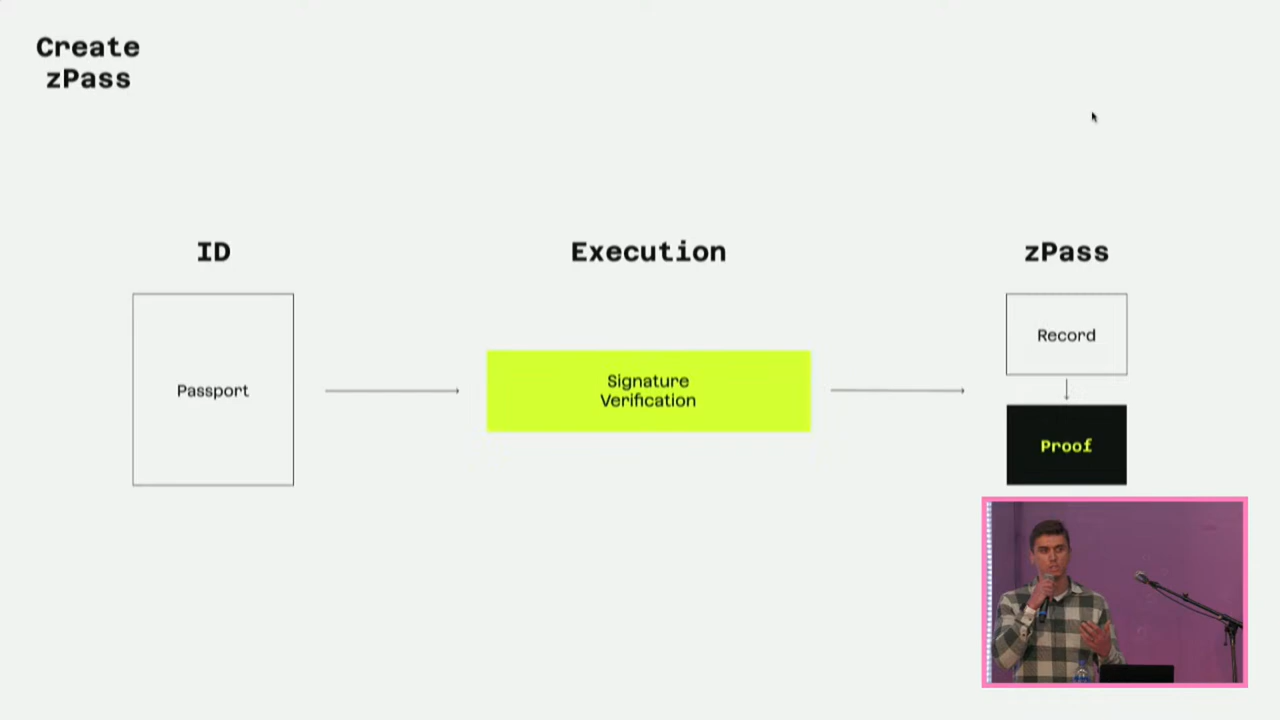 Create
zPass
ID
Execution
zPass
Passport
Signature
Verification
Record
Proof